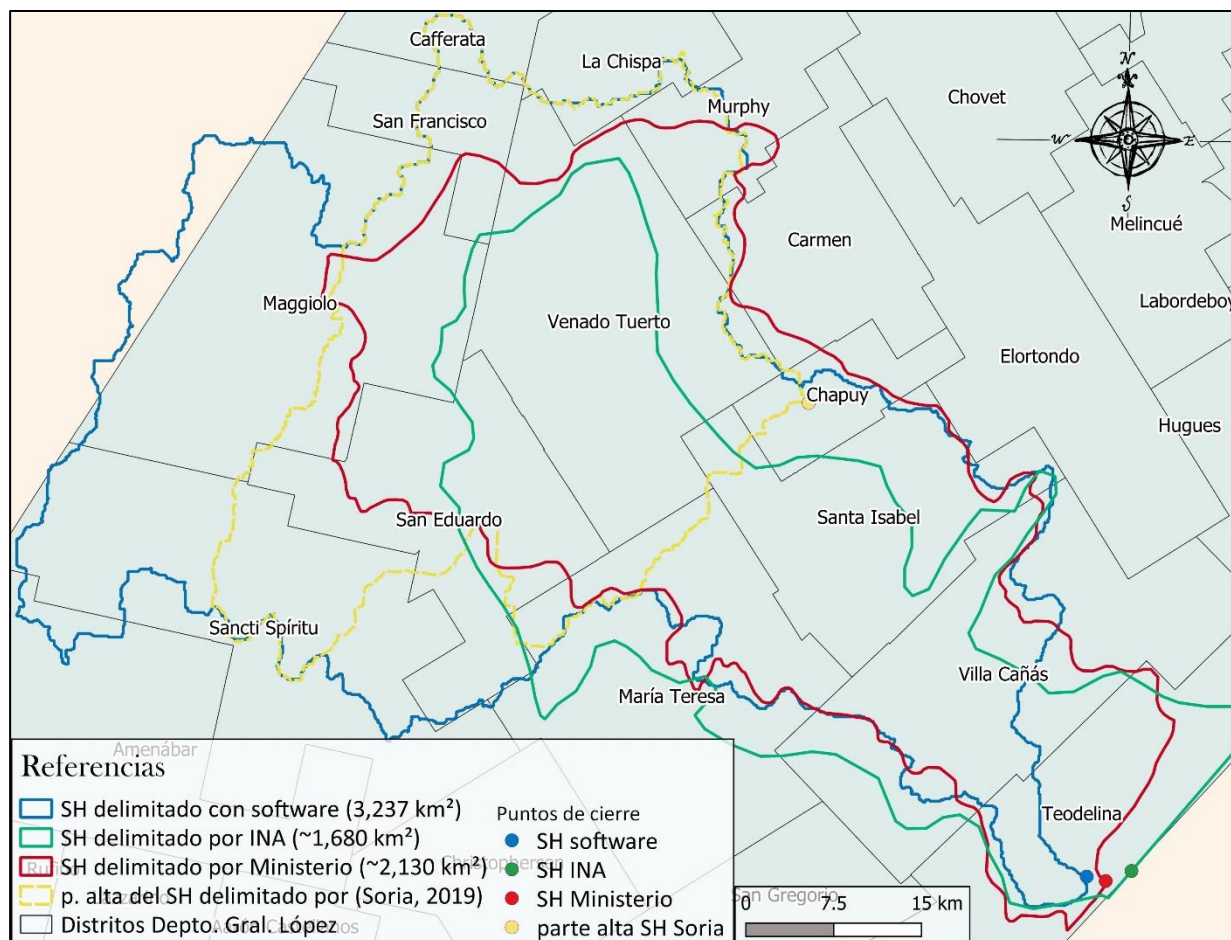 Cafferata
La Chispa
N
Chovet
Murphy
San Francisco
W
E
S
Melincué
Carmen
Maggiolo
Labordeboy
Venado Tuerto
Elortondo
Chapuy
Hugues
San Eduardo
Santa Isabel
Sancti Spíritu
Villa Cañás
María Teresa
Amenábar
Referencias
Teodelina
SH delimitado con software (3,237 km²)
SH delimitado por INA (~1,680 km²)
SH delimitado por Ministerio (~2,130 km²)
p. alta del SH delimitado por (Soria, 2019)
Distritos Depto. Gral. López
Puntos de cierre
SH software
SH INA
SH Ministerio
parte alta SH Soria
Christophersen
San Gregorio
0 7.5 15 km